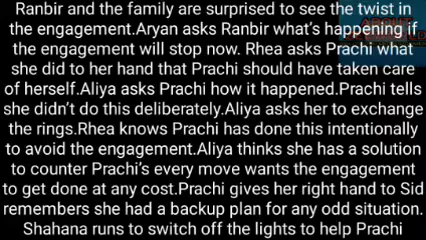 Ranbir and the family are surprised to see the twist in
the engagement.Aryan asks Ranbir what's happening if
the engagement will stop now. Rhea asks Prachi what
she did to her hand that Prachi should have taken care
of herself.Aliya asks Prachi how it happened.Prachi tells
she didn't do this deliberately.Aliya asks her to exchange
the rings.Rhea knows Prachi has done this intentionally
to avoid the engagement.Aliya thinks she has a solution
to counter Prachi's every move wants the engagement
to get done at any cost.Prachi gives her right hand to Sid
remembers she had a backup plan for any odd situation.
Shahana runs to switch off the lights to help Prachi